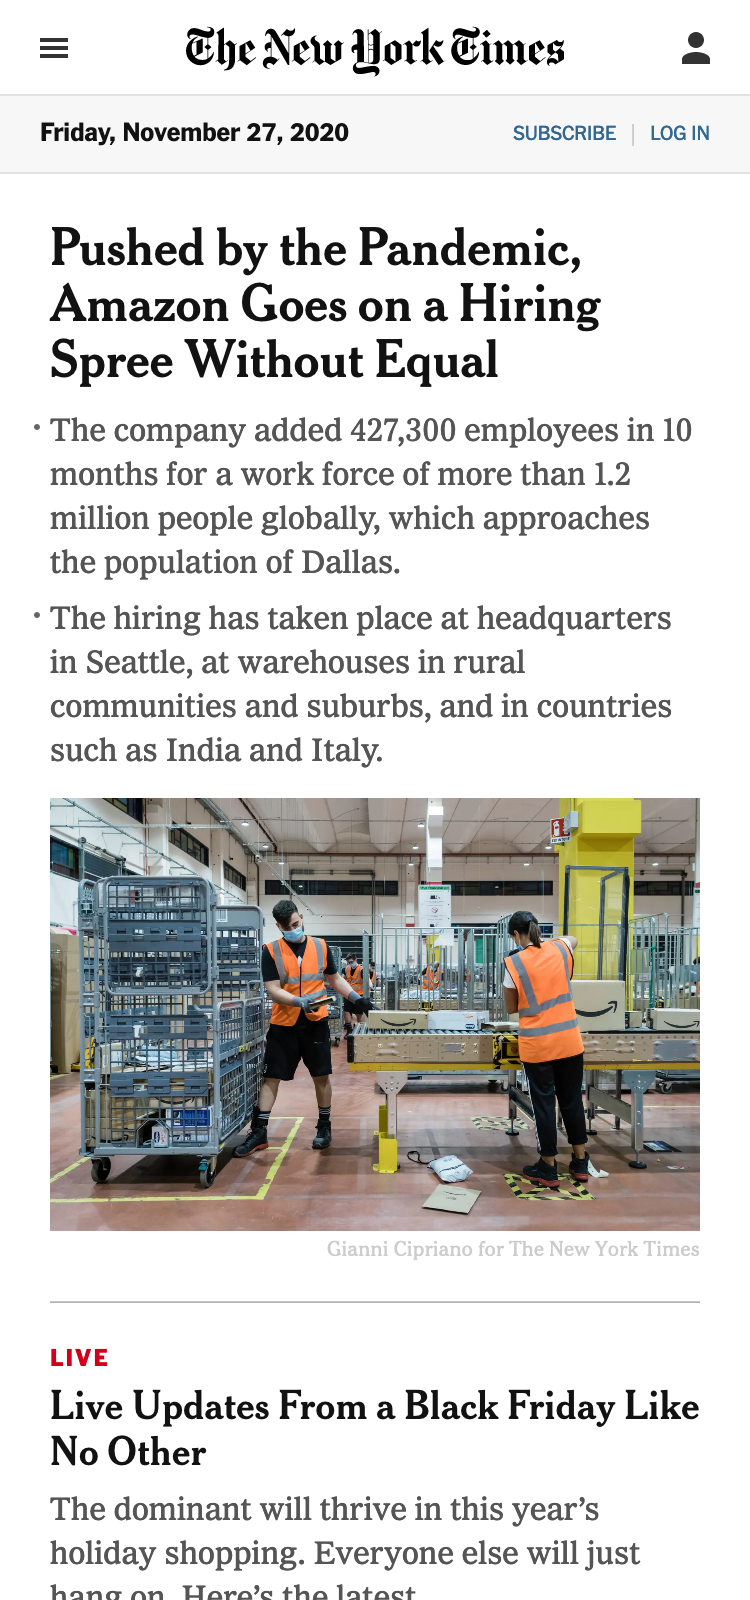 The New York Times
Friday, November 27, 2020
SUBSCRIBE | LOG IN
Pushed by the Pandemic,
Amazon Goes on a Hiring
Spree Without Equal
• The company added 427,300 employees in 10
months for a work force of more than 1.2
million people globally, which approaches
the population of Dallas.
• The hiring has taken place at headquarters
in Seattle, at warehouses in rural
communities and suburbs, and in countries
such as India and Italy.
Gianni Cipriano for The New York Times
LIVE
Live Updates From a Black Friday Like
No Other
The dominant will thrive in this year’s
holiday shopping. Everyone else will just
hang on. Here’s the latest